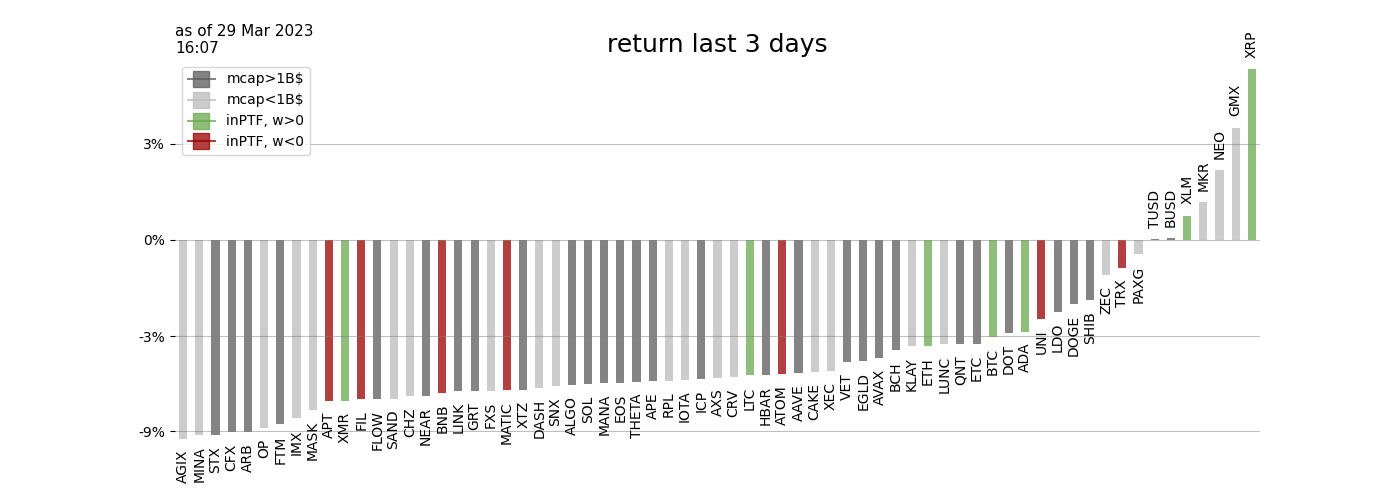 as of 29 Mar 2023
16:07
return last 3 days
mcap>1B$
mcap<1B$
inPTF, w>0
inPTF, w<0
3%
0%
-3%
-9%
AGIX
MINA
STX
CFX
ARB
OP
FTM
IMX
MASK
APT
XMR
FIL
FLOW
SAND
CHZ
NEAR
BNB
LINK
GRT
FXS
MATIC
XTZ
DASH
SNX
ALGO
SOL
MANA
EOS
THETA
APE
RPL
IOTA
ICP
AXS
CRV
LTC
HBAR
ATOM
AAVE
CAKE
XEC
VET
EGLD
AVAX
BCH
KLAY
ETH
LUNC
QNT
ETC
BTC
DOT
ADA
UNI
LDO
DOGE
SHIB
ZEC
TRX
PAXG
TUSD
BUSD
XLM
MKR
NEO
GMX
XRP